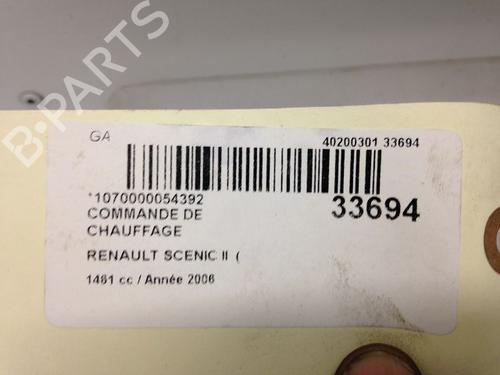 B-PARTS
GA
40200301 33694
*1070000054392
33694
COMMANDE DE
CHAUFFAGE
RENAULT SCENIC II (
1461 cc / Année 2006